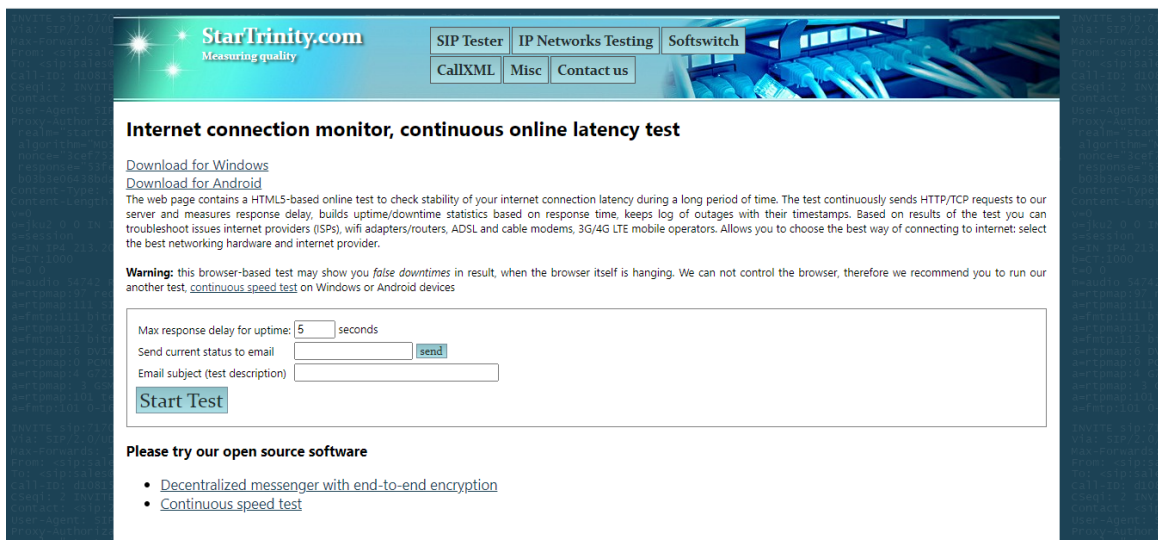 StarTrinity.com
Measuring quality
SIP Tester
IP Networks Testing
Softswitch
CallXML
Misc
Contact us
Internet connection monitor, continuous online latency test
Download for Windows
Download for Android
The web page contains a HTML5-based online test to check stability of your internet connection latency during a long period of time. The test continuously sends HTTP/TCP requests to our
server and measures response delay, builds uptime/downtime statistics based on response time, keeps log of outages with their timestamps. Based on results of the test you can
troubleshoot issues internet providers (ISPs), wifi adapters/routers, ADSL and cable modems, 3G/4G LTE mobile operators. Allows you to choose the best way of connecting to internet: select
the best networking hardware and internet provider.
Warning: this browser-based test may show you false downtimes in result, when the browser itself is hanging. We can not control the browser, therefore we recommend you to run our
another test, continuous speed test on Windows or Android devices
Max response delay for uptime: 5 seconds
Send current status to email send
Email subject (test description)
Start Test
Please try our open source software
• Decentralized messenger with end-to-end encryption
• Continuous speed test